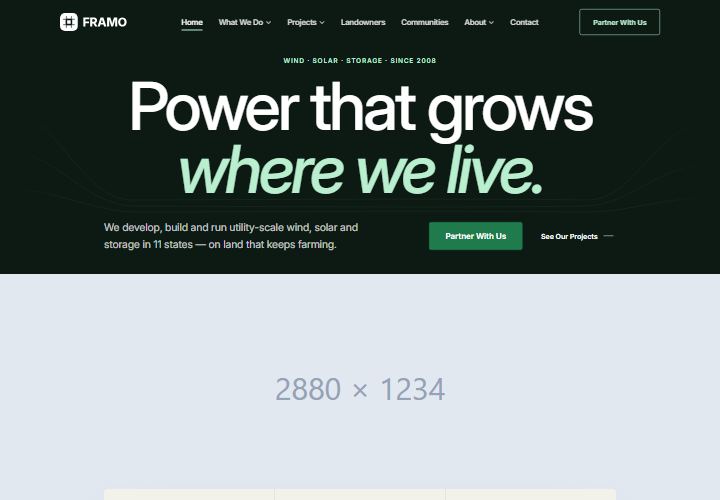 FRAMO
Home What We Do Projects Landowners Communities About Contact
Partner With Us
WIND · SOLAR · STORAGE · SINCE 2008
Power that grows
where we live.
We develop, build and run utility-scale wind, solar and
storage in 11 states — on land that keeps farming.
Partner With Us
See Our Projects
2880 × 1234